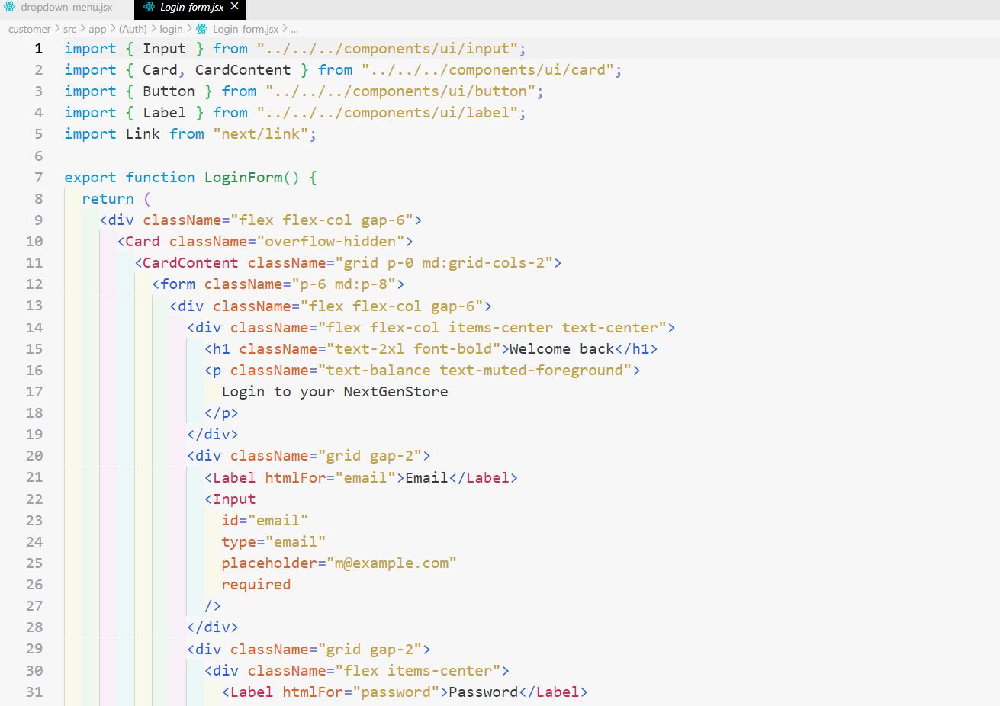 dropdown-menu.jsx Login-form.jsx ×
customer > src > app > (Auth) > login > Login-form.jsx > ...
1 import { Input } from "../../../components/ui/input";
2 import { Card, CardContent } from "../../../components/ui/card";
3 import { Button } from "../../../components/ui/button";
4 import { Label } from "../../../components/ui/label";
5 import Link from "next/link";
6
7 export function LoginForm() {
8 return (
9 <div className="flex flex-col gap-6">
10 <Card className="overflow-hidden">
11 <CardContent className="grid p-0 md:grid-cols-2">
12 <form className="p-6 md:p-8">
13 <div className="flex flex-col gap-6">
14 <div className="flex flex-col items-center text-center">
15 <h1 className="text-2xl font-bold">Welcome back</h1>
16 <p className="text-balance text-muted-foreground">
17 Login to your NextGenStore
18 </p>
19 </div>
20 <div className="grid gap-2">
21 <Label htmlFor="email">Email</Label>
22 <Input
23 id="email"
24 type="email"
25 placeholder="m@example.com"
26 required
27 />
28 </div>
29 <div className="grid gap-2">
30 <div className="flex items-center">
31 <Label htmlFor="password">Password</Label>